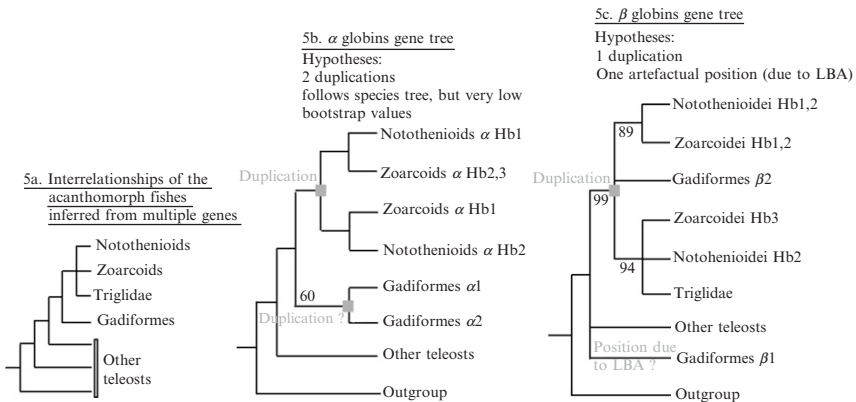 5a. Interrelationships of the
acanthomorph fishes
inferred from multiple genes
Notothenioids
Zoarcoids
Triglidae
Gadiformes
Other
teleosts
5b. α globins gene tree
Hypotheses:
2 duplications
follows species tree, but very low
bootstrap values
Notothenioids α Hb1
Duplication
Zoarcoids α Hb2,3
Zoarcoids α Hb1
Notothenioids α Hb2
60
Gadiformes α1
Duplication ?
Gadiformes α2
Other teleosts
Outgroup
5c. β globins gene tree
Hypotheses:
1 duplication
One artefactual position (due to LBA)
Notothenioidei Hb1,2
89
Zoarcoidei Hb1,2
Duplication
Gadiformes β2
99
Zoarcoidei Hb3
Notohenioidei Hb2
94
Triglidae
Other teleosts
Position due
to LBA ?
Gadiformes β1
Outgroup